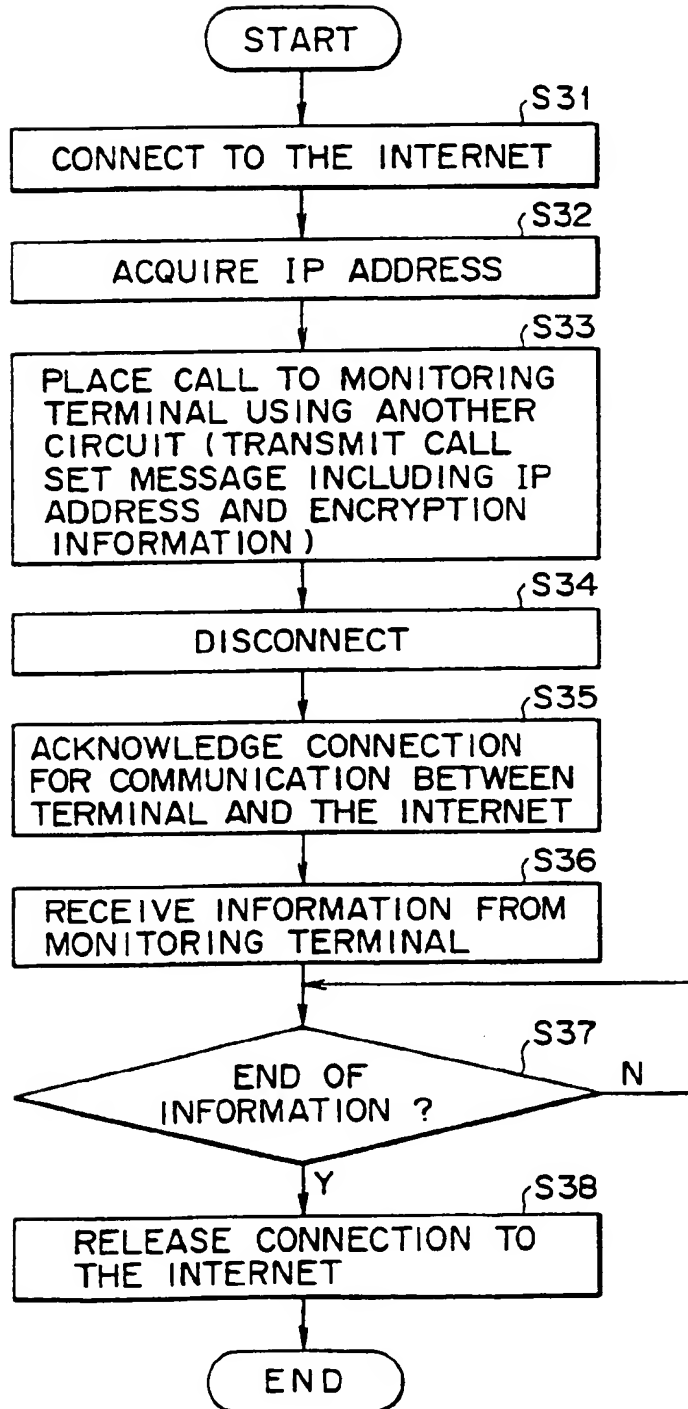 START
S31
CONNECT TO THE INTERNET
S32
ACQUIRE IP ADDRESS
S33
PLACE CALL TO MONITORING
TERMINAL USING ANOTHER
CIRCUIT (TRANSMIT CALL
SET MESSAGE INCLUDING IP
ADDRESS AND ENCRYPTION
INFORMATION)
S34
DISCONNECT
S35
ACKNOWLEDGE CONNECTION
FOR COMMUNICATION BETWEEN
TERMINAL AND THE INTERNET
S36
RECEIVE INFORMATION FROM
MONITORING TERMINAL
S37
END OF
INFORMATION ?
N
Y
S38
RELEASE CONNECTION TO
THE INTERNET
END